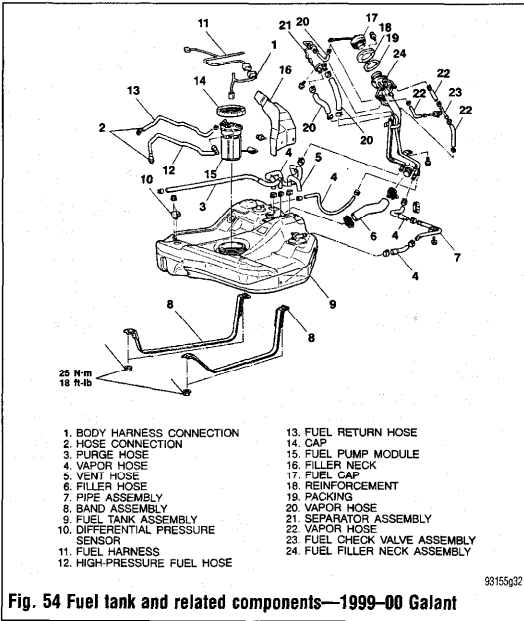 11
1
14
16
13
2
12
10
15
3
21
20
17
18
19
24
22
22
23
22
20
20
4
5
4
6
4
4
7
8
9
8
25 N·m
18 ft-lb
1. BODY HARNESS CONNECTION
2. HOSE CONNECTION
3. PURGE HOSE
4. VAPOR HOSE
5. VENT HOSE
6. FILLER HOSE
7. PIPE ASSEMBLY
8. BAND ASSEMBLY
9. FUEL TANK ASSEMBLY
10. DIFFERENTIAL PRESSURE
SENSOR
11. FUEL HARNESS
12. HIGH-PRESSURE FUEL HOSE
13. FUEL RETURN HOSE
14. CAP
15. FUEL PUMP MODULE
16. FILLER NECK
17. FUEL CAP
18. REINFORCEMENT
19. PACKING
20. VAPOR HOSE
21. SEPARATOR ASSEMBLY
22. VAPOR HOSE
23. FUEL CHECK VALVE ASSEMBLY
24. FUEL FILLER NECK ASSEMBLY
93155g32
Fig. 54 Fuel tank and related components—1999–00 Galant